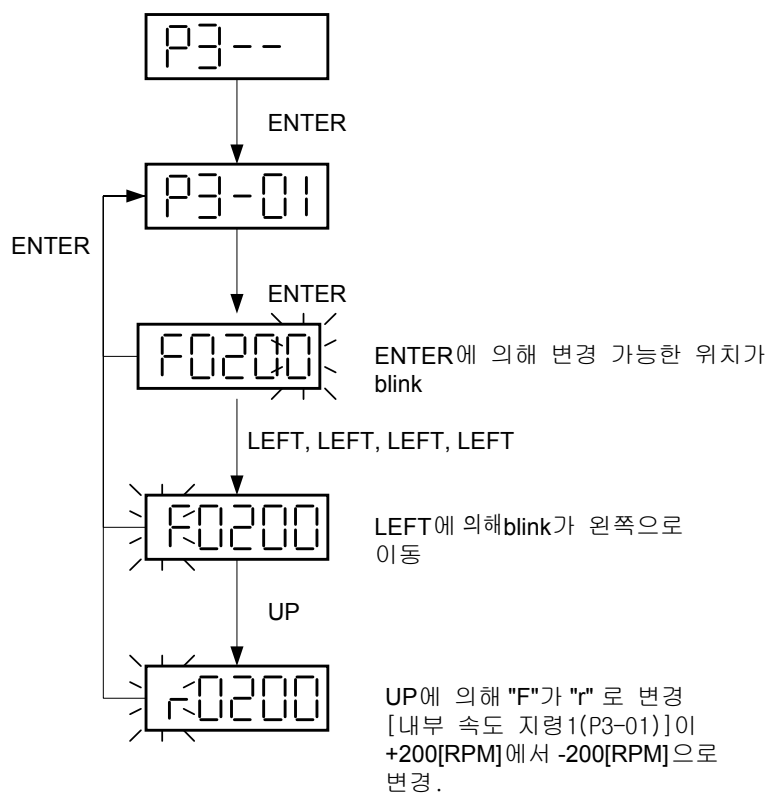 P3--
ENTER
P3-01
ENTER
ENTER
F0200
ENTER에 의해 변경 가능한 위치가
blink
LEFT, LEFT, LEFT, LEFT
F0200
LEFT에 의해blink가 왼쪽으로
이동
UP
r0200
UP에 의해 "F"가 "r" 로 변경
[내부 속도 지령1(P3-01)]이
+200[RPM]에서 -200[RPM]으로
변경.